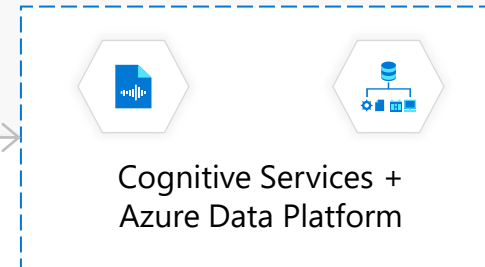 Cognitive Services +
Azure Data Platform